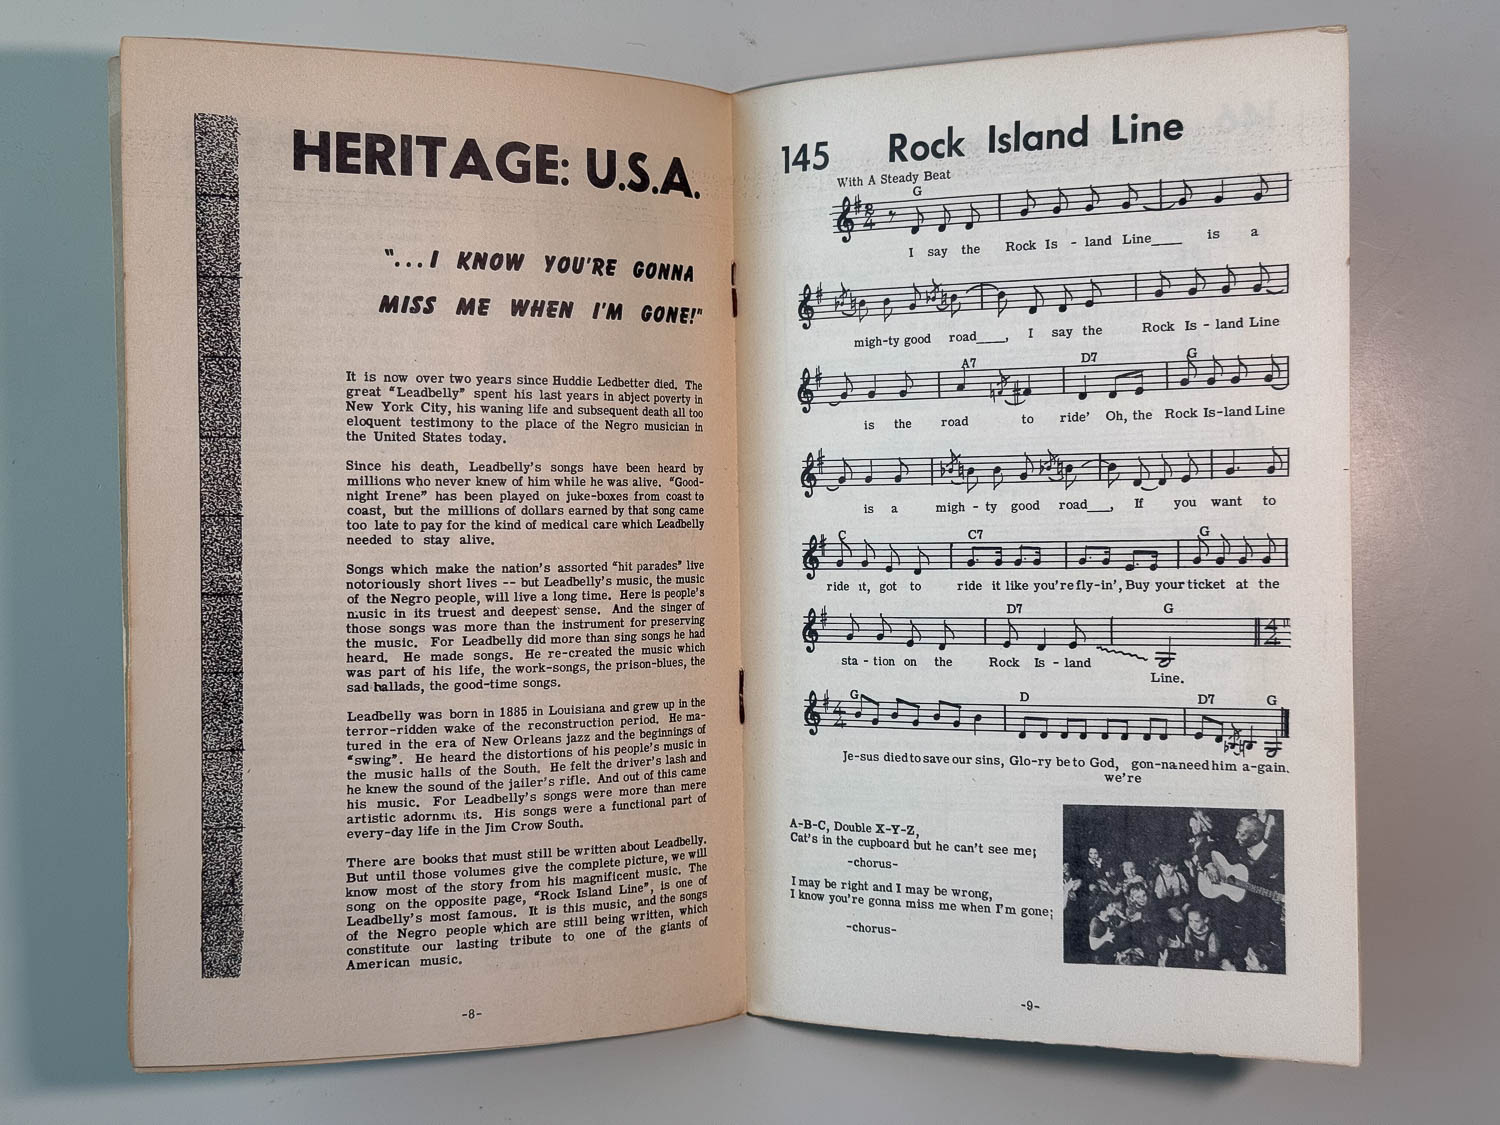 HERITAGE: U.S.A.
"...I KNOW YOU'RE GONNA
MISS ME WHEN I'M GONE!"
It is now over two years since Huddie Ledbetter died. The
great "Leadbelly" spent his last years in abject poverty in
New York City, his waning life and subsequent death all too
eloquent testimony to the place of the Negro musician in
the United States today.
Since his death, Leadbelly's songs have been heard by
millions who never knew of him while he was alive. "Good-
night Irene" has been played on juke-boxes from coast to
coast, but the millions of dollars earned by that song came
too late to pay for the kind of medical care which Leadbelly
needed to stay alive.
Songs which make the nation's assorted "hit parades" live
notoriously short lives -- but Leadbelly's music, the music
of the Negro people, will live a long time. Here is people's
music in its truest and deepest sense. And the singer of
those songs was more than the instrument for preserving
the music. For Leadbelly did more than sing songs he had
heard. He made songs. He re-created the music which
was part of his life, the work-songs, the prison-blues, the
sad ballads, the good-time songs.
Leadbelly was born in 1885 in Louisiana and grew up in the
terror-ridden wake of the reconstruction period. He ma-
tured in the era of New Orleans jazz and the beginnings of
"swing". He heard the distortions of his people's music in
the music halls of the South. He felt the driver's lash and
he knew the sound of the jailer's rifle. And out of this came
his music. For Leadbelly's songs were more than mere
artistic adornm its. His songs were a functional part of
every-day life in the Jim Crow South.
There are books that must still be written about Leadbelly.
But until those volumes give the complete picture, we will
know most of the story from his magnificent music. The
song on the opposite page, "Rock Island Line", is one of
Leadbelly's most famous. It is this music, and the songs
of the Negro people which are still being written, which
constitute our lasting tribute to one of the giants of
American music.
-8-
145 Rock Island Line
With A Steady Beat
G
2/4
I say the Rock Is - land Line____ is a
migh-ty good road____, I say the Rock Is - land Line
A7 D7 G
is the road to ride' Oh, the Rock Is-land Line
is a migh - ty good road___, If you want to
C C7 G
ride it, got to ride it like you're fly-in', Buy your ticket at the
D7 G
4/4
sta - tion on the Rock Is - land
Line.
G D D7 G
4/4
Je-sus died to save our sins, Glo-ry be to God, gon-na need him a-gain.
we're
A-B-C, Double X-Y-Z,
Cat's in the cupboard but he can't see me;
-chorus-
I may be right and I may be wrong,
I know you're gonna miss me when I'm gone;
-chorus-
-9-